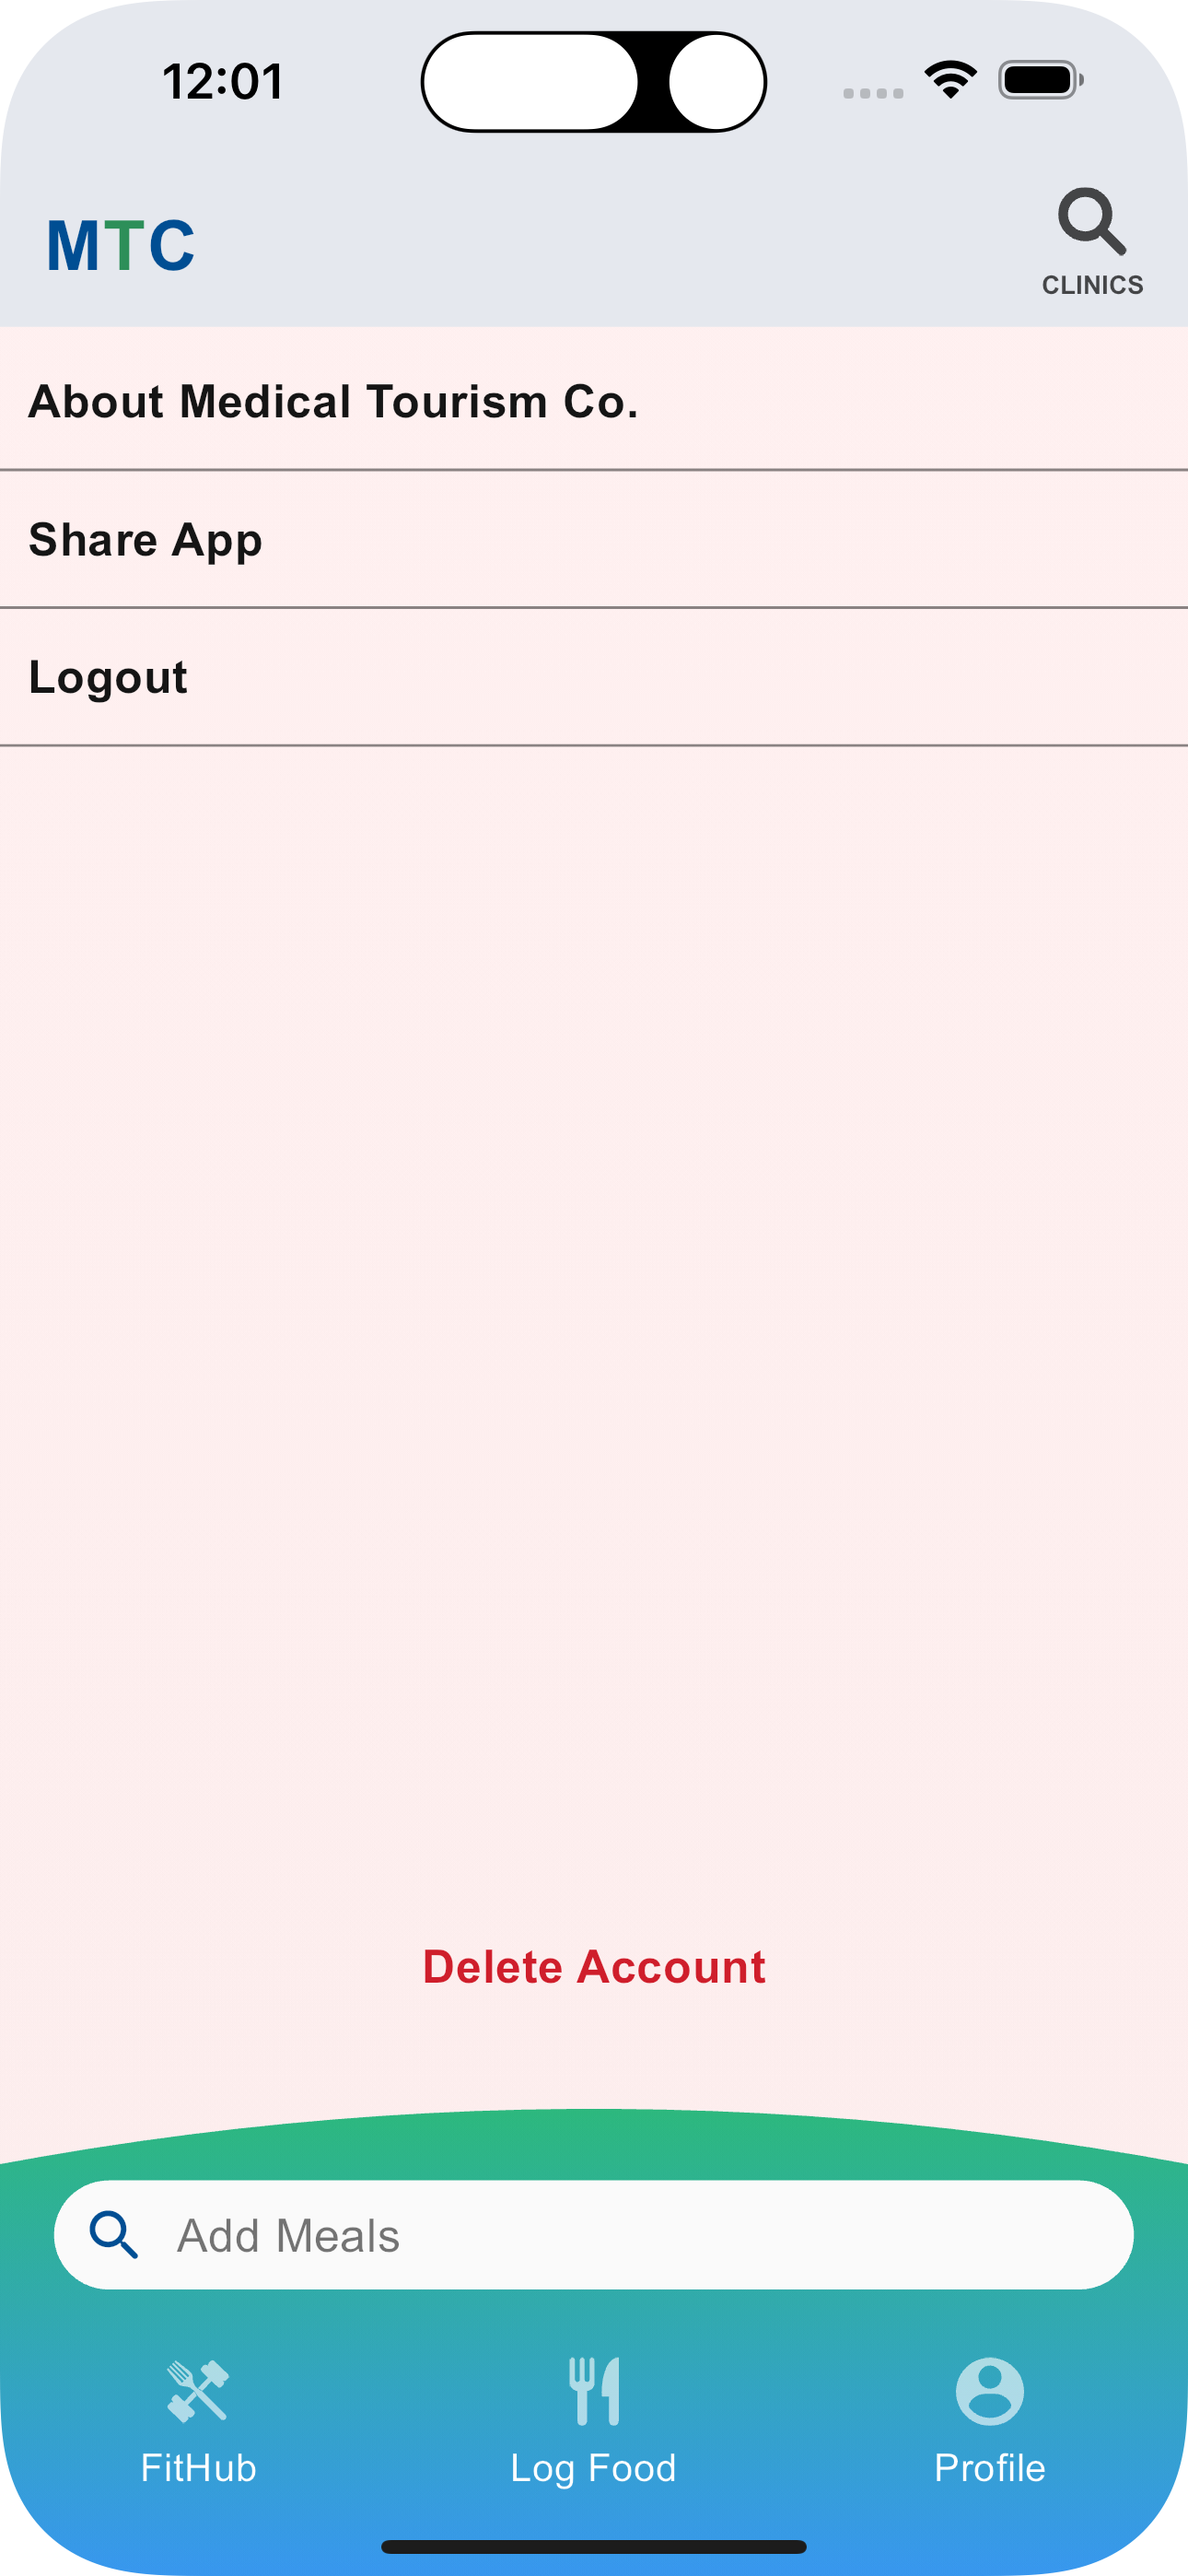 12:01
MTC
CLINICS
About Medical Tourism Co.
Share App
Logout
Delete Account
Add Meals
FitHub
Log Food
Profile